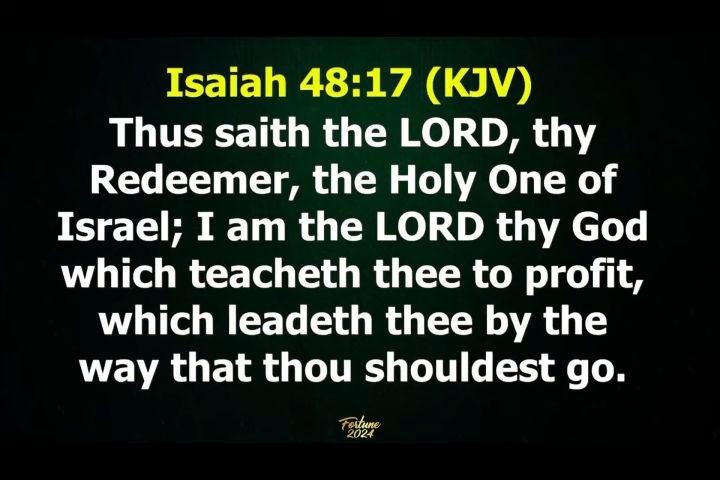 Isaiah 48:17 (KJV)
Thus saith the LORD, thy
Redeemer, the Holy One of
Israel; I am the LORD thy God
which teacheth thee to profit,
which leadeth thee by the
way that thou shouldest go.
Fortune
2024